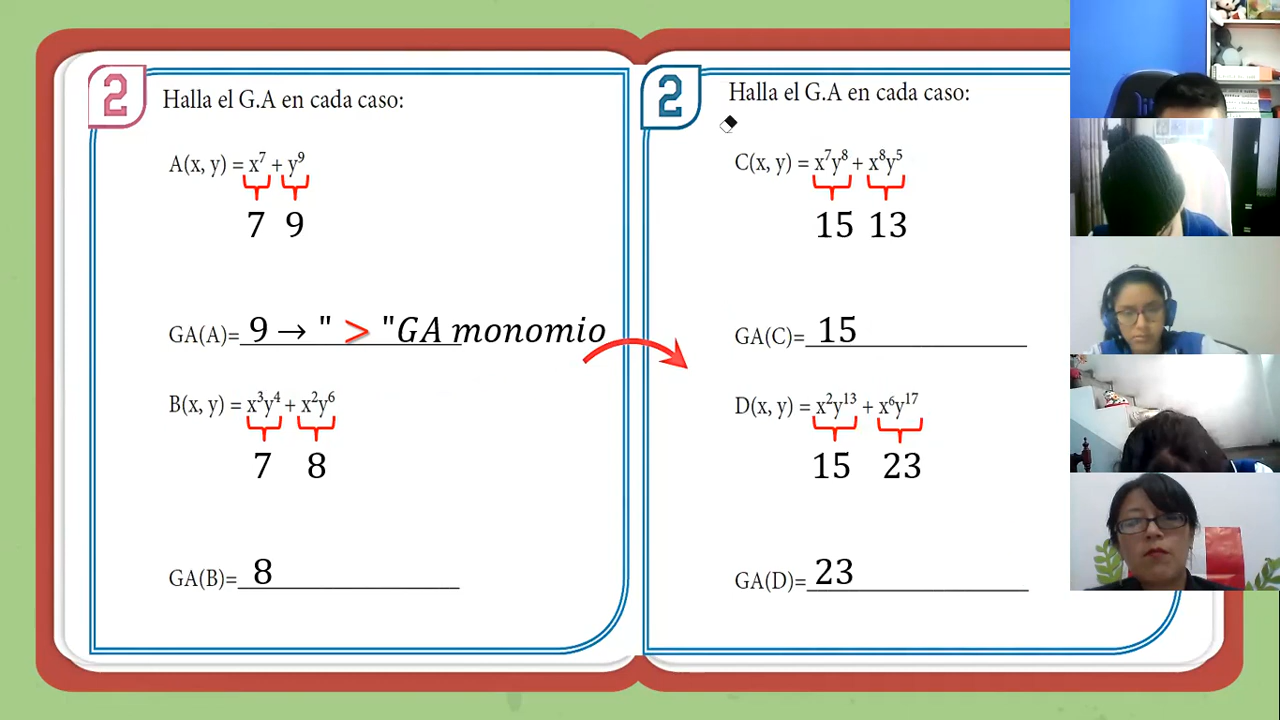 2
Halla el G.A en cada caso:
A(x, y) = x⁷ + y⁹
7 9
GA(A)= 9 → " > "GA monomio
B(x, y) = x³y⁴ + x²y⁶
7 8
GA(B)= 8
2
Halla el G.A en cada caso:
C(x, y) = x⁷y⁸ + x⁸y⁵
15 13
GA(C)= 15
D(x, y) = x²y¹³ + x⁶y¹⁷
15 23
GA(D)= 23